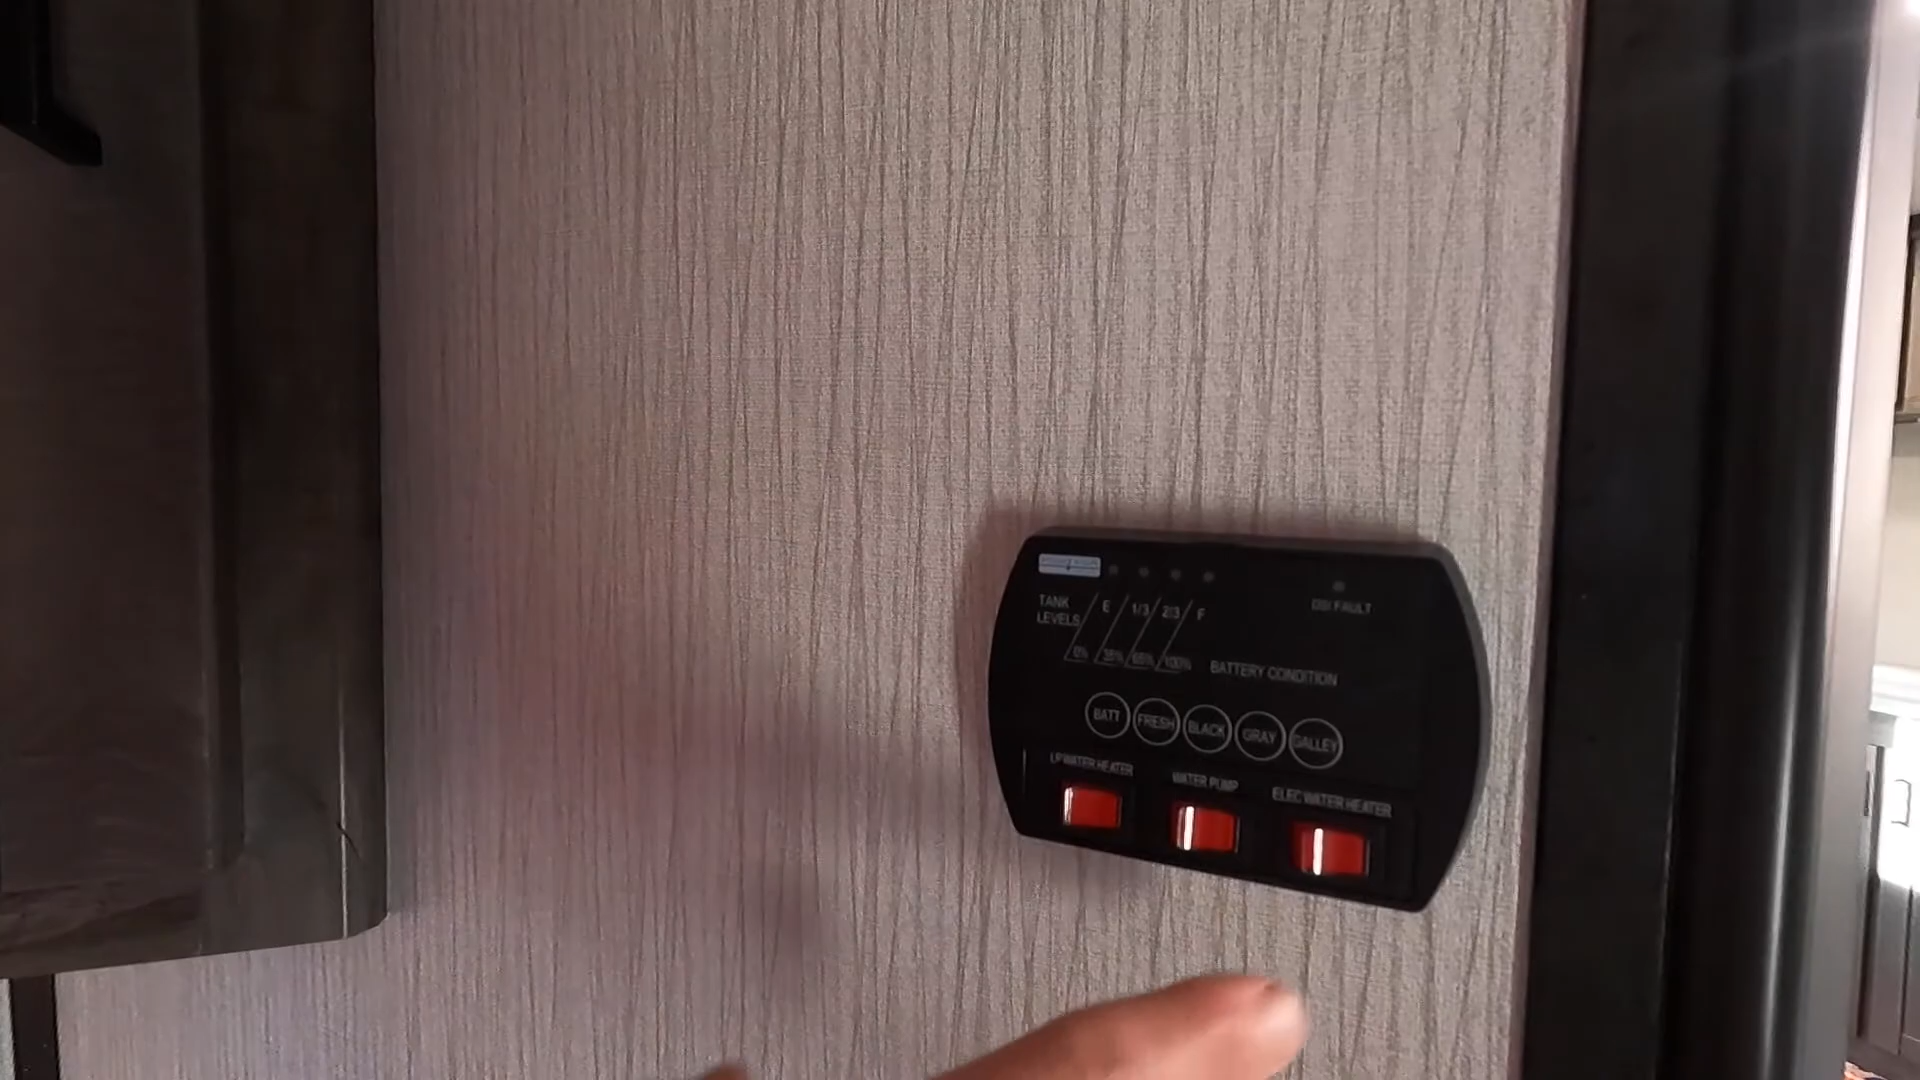 TANK
LEVELS
E 1/3 2/3 F
DSI FAULT
0% 35% 65% 100%
BATTERY CONDITION
BATT FRESH BLACK GRAY GALLEY
LP WATER HEATER WATER PUMP ELEC WATER HEATER